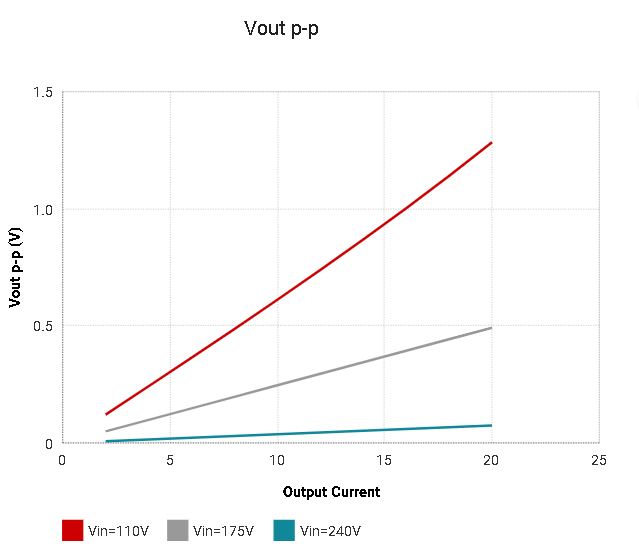 Vout p-p
1.5
1.0
0.5
0
Vout p-p (V)
0 5 10 15 20 25
Output Current
Vin=110V Vin=175V Vin=240V